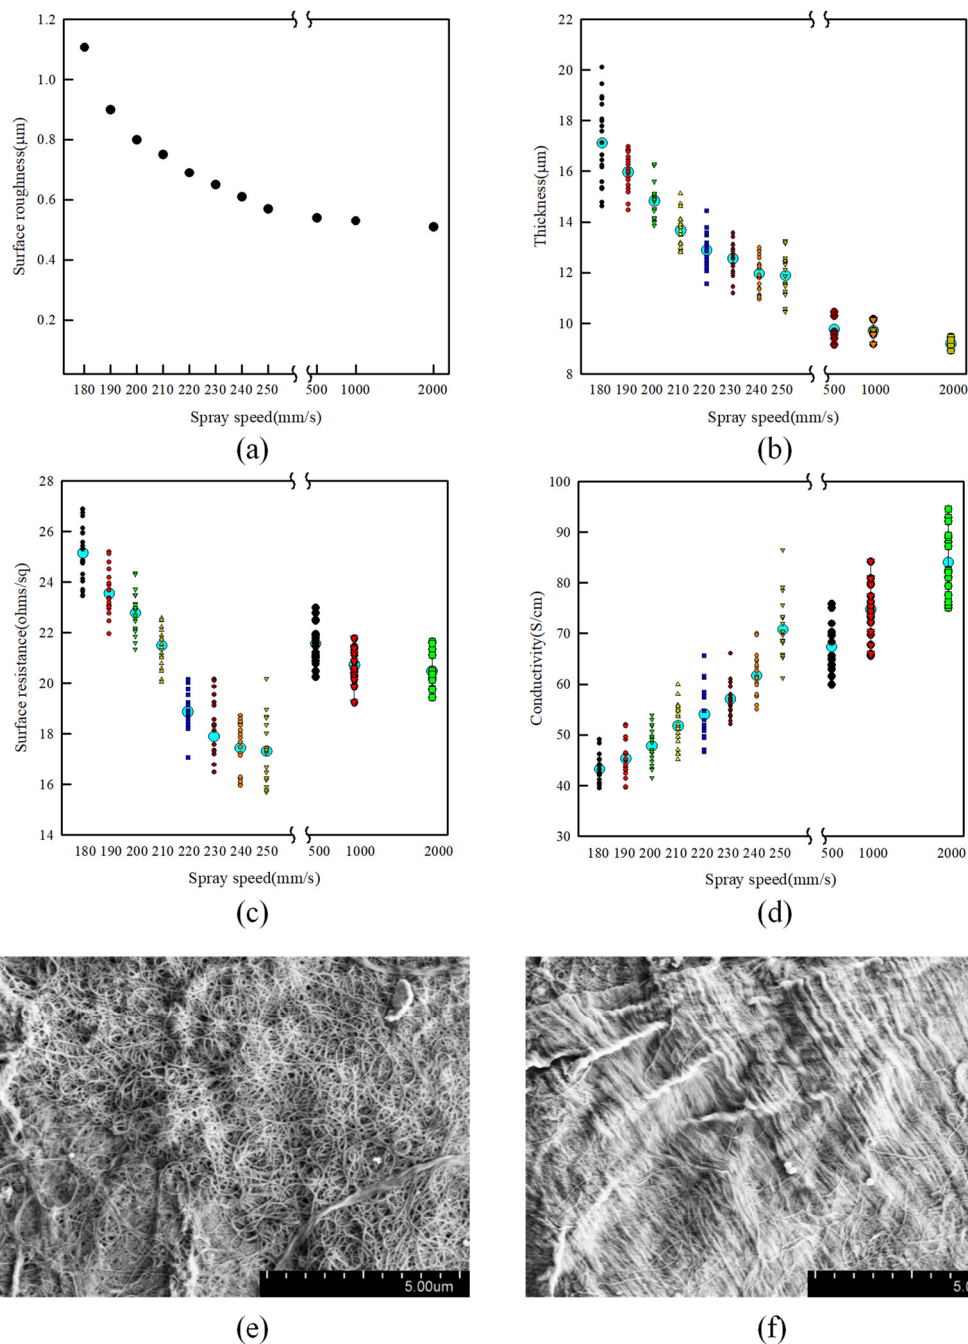 1.2
1.0
0.8
0.6
0.4
0.2
Surface roughness(μm)
180 190 200 210 220 230 240 250 500 1000 2000
Spray speed(mm/s)
(a)
22
20
18
16
14
12
10
8
Thickness(μm)
180 190 200 210 220 230 240 250 500 1000 2000
Spray speed(mm/s)
(b)
28
26
24
22
20
18
16
14
Surface resistance(ohms/sq)
180 190 200 210 220 230 240 250 500 1000 2000
Spray speed(mm/s)
(c)
100
90
80
70
60
50
40
30
Conductivity(S/cm)
180 190 200 210 220 230 240 250 500 1000 2000
Spray speed(mm/s)
(d)
5.00um
(e)
(f)